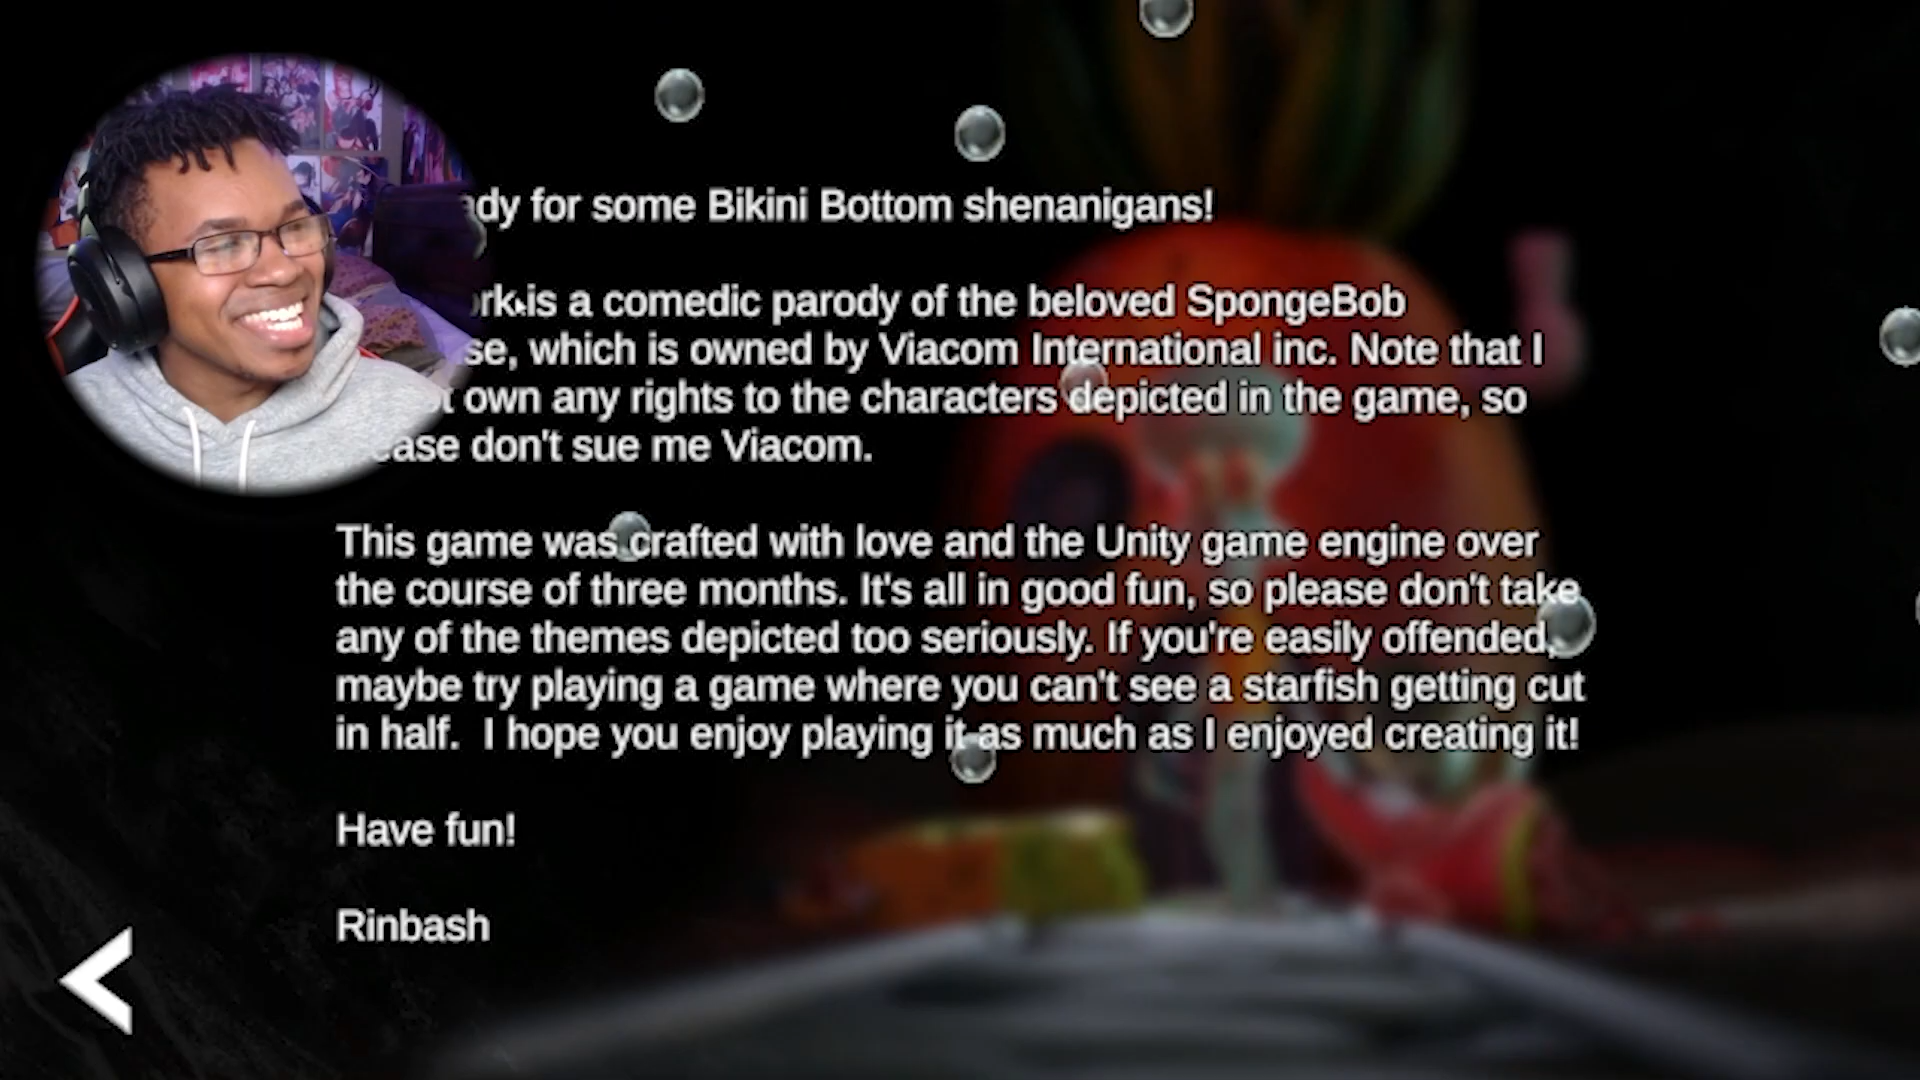 for some Bikini Bottom shenanigans!
is a comedic parody of the beloved SpongeBob
which is owned by Viacom International inc. Note that I
own any rights to the characters depicted in the game, so
don't sue me Viacom.
This game was crafted with love and the Unity game engine over
the course of three months. It's all in good fun, so please don't take
any of the themes depicted too seriously. If you're easily offended,
maybe try playing a game where you can't see a starfish getting cut
in half. I hope you enjoy playing it as much as I enjoyed creating it!
Have fun!
Rinbash